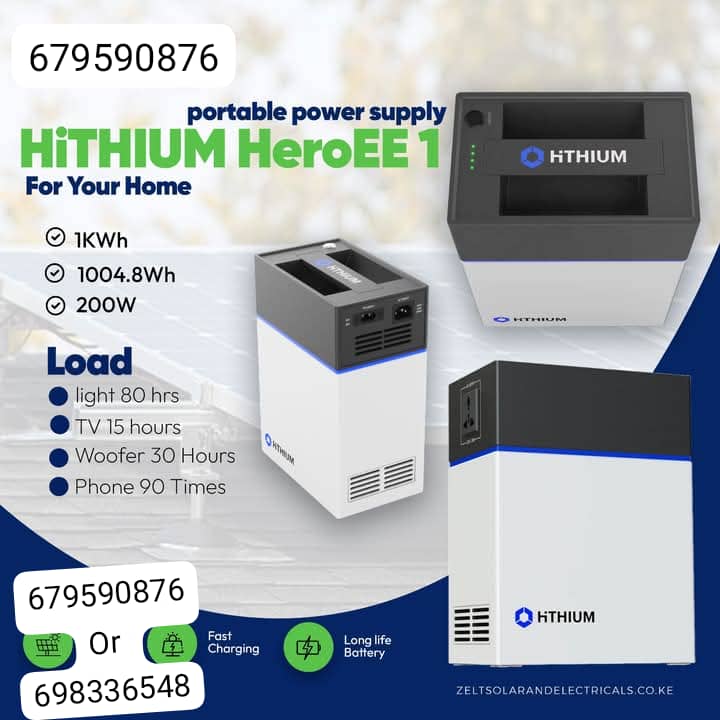 679590876
portable power supply
HiTHIUM HeroEE 1
For Your Home
1KWh
1004.8Wh
200W
Load
light 80 hrs
TV 15 hours
Woofer 30 Hours
Phone 90 Times
HiTHIUM
HiTHIUM
HiTHIUM
HiTHIUM
HiTHIUM
679590876
Or
698336548
Fast
Charging
Long life
Battery
ZELTSOLARANDELECTRICALS.CO.KE